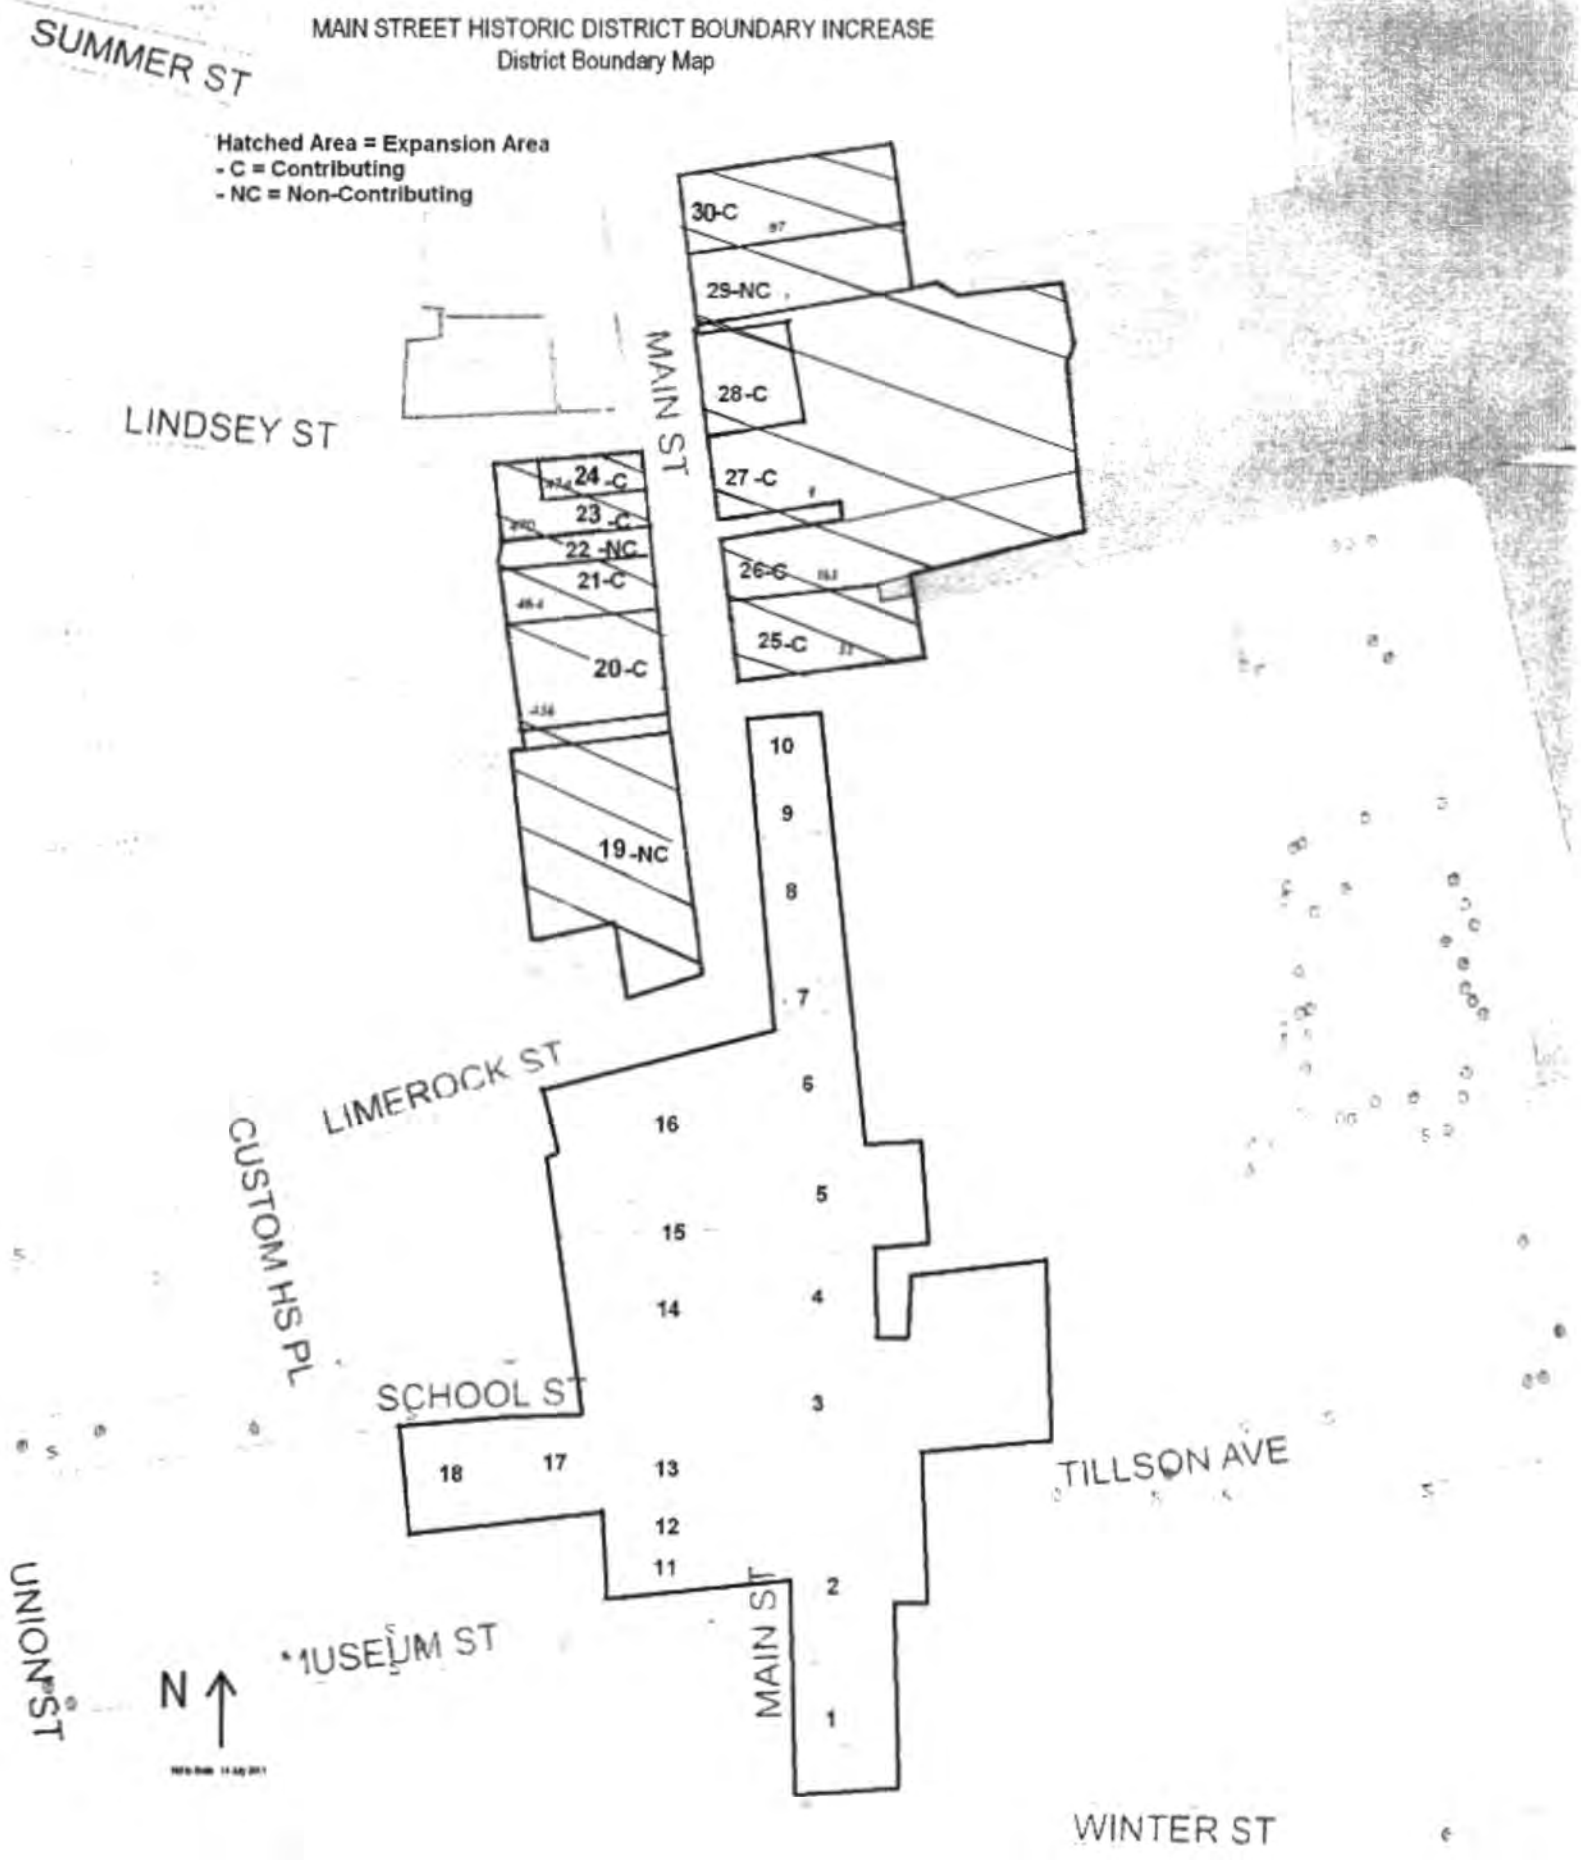 MAIN STREET HISTORIC DISTRICT BOUNDARY INCREASE
District Boundary Map
SUMMER ST
Hatched Area = Expansion Area
- C = Contributing
- NC = Non-Contributing
30-C
97
29-NC
MAIN ST
28-C
LINDSEY ST
24-C
27-C
23-C
22-NC
21-C
26-C
25-C
20-C
10
9
19-NC
8
7
LIMEROCK ST
6
16
CUSTOM HS PL
5
15
4
14
SCHOOL ST
3
18
17
13
TILLSON AVE
12
11
2
UNION ST
MAIN ST
MUSEUM ST
N
1
WINTER ST